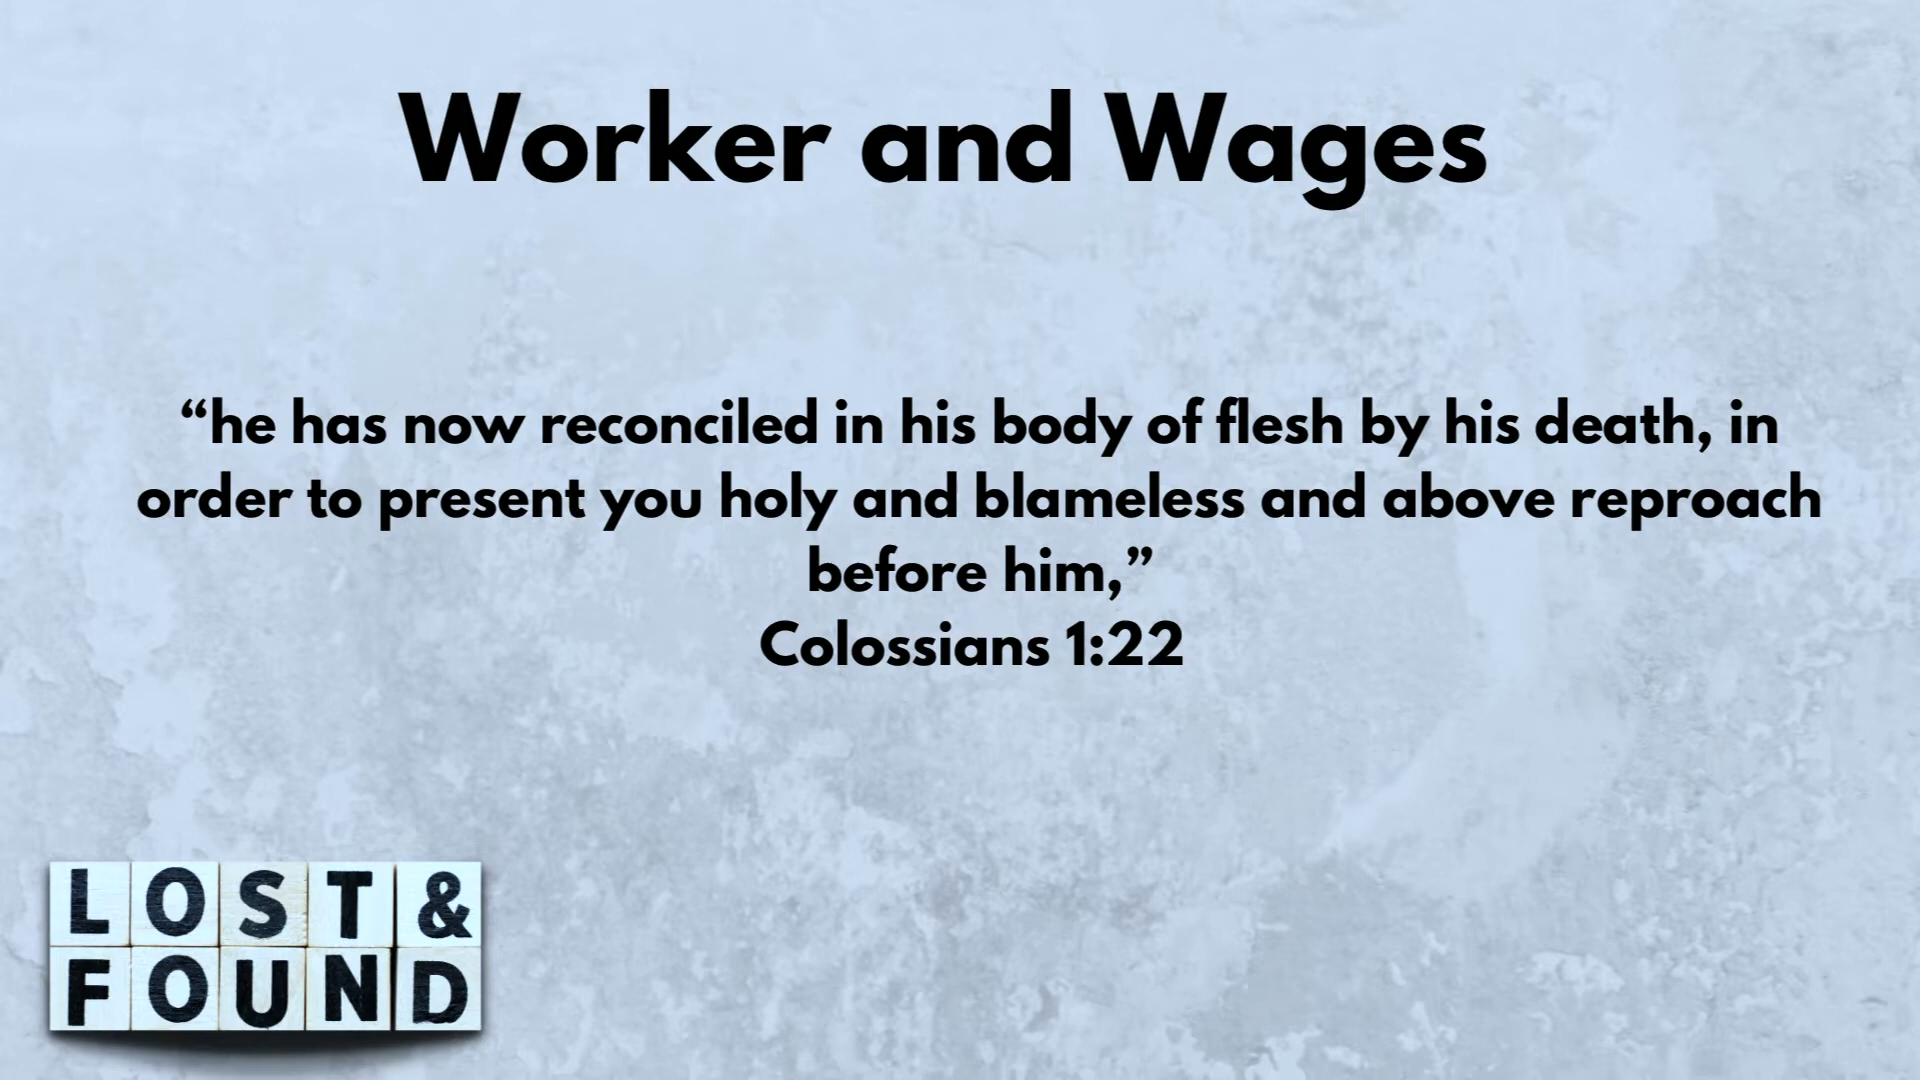 Worker and Wages
“he has now reconciled in his body of flesh by his death, in
order to present you holy and blameless and above reproach
before him,”
Colossians 1:22
LOST&
FOUND